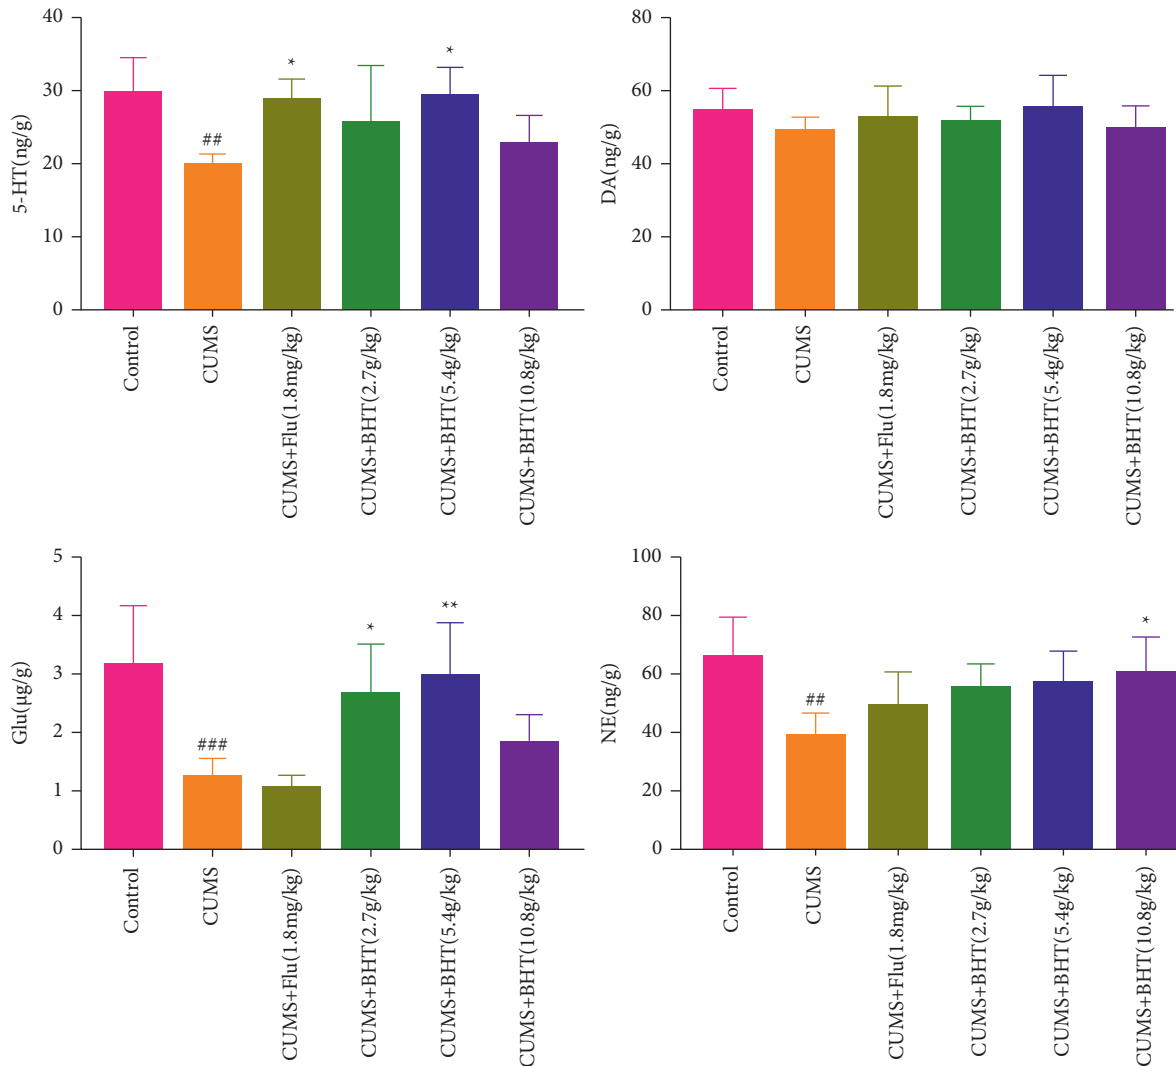 5-HT(ng/g)
40
30
20
10
0
*
*
##
Control
CUMS
CUMS+Flu(1.8mg/kg)
CUMS+BHT(2.7g/kg)
CUMS+BHT(5.4g/kg)
CUMS+BHT(10.8g/kg)
DA(ng/g)
80
60
40
20
0
Control
CUMS
CUMS+Flu(1.8mg/kg)
CUMS+BHT(2.7g/kg)
CUMS+BHT(5.4g/kg)
CUMS+BHT(10.8g/kg)
Glu(μg/g)
5
4
3
2
1
0
###
*
**
Control
CUMS
CUMS+Flu(1.8mg/kg)
CUMS+BHT(2.7g/kg)
CUMS+BHT(5.4g/kg)
CUMS+BHT(10.8g/kg)
NE(ng/g)
100
80
60
40
20
0
##
*
Control
CUMS
CUMS+Flu(1.8mg/kg)
CUMS+BHT(2.7g/kg)
CUMS+BHT(5.4g/kg)
CUMS+BHT(10.8g/kg)